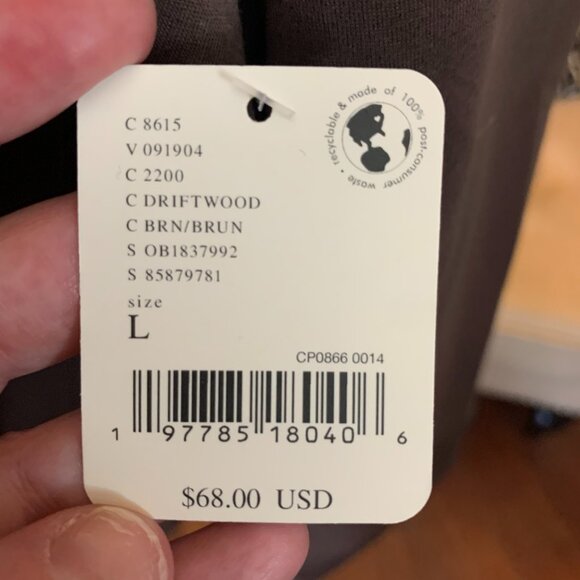 C 8615
V 091904
C 2200
C DRIFTWOOD
C BRN/BRUN
S OB1837992
S 85879781
size
L
recyclable & made of 100% post-consumer waste •
CP0866 0014
1 97785 18040 6
$68.00 USD